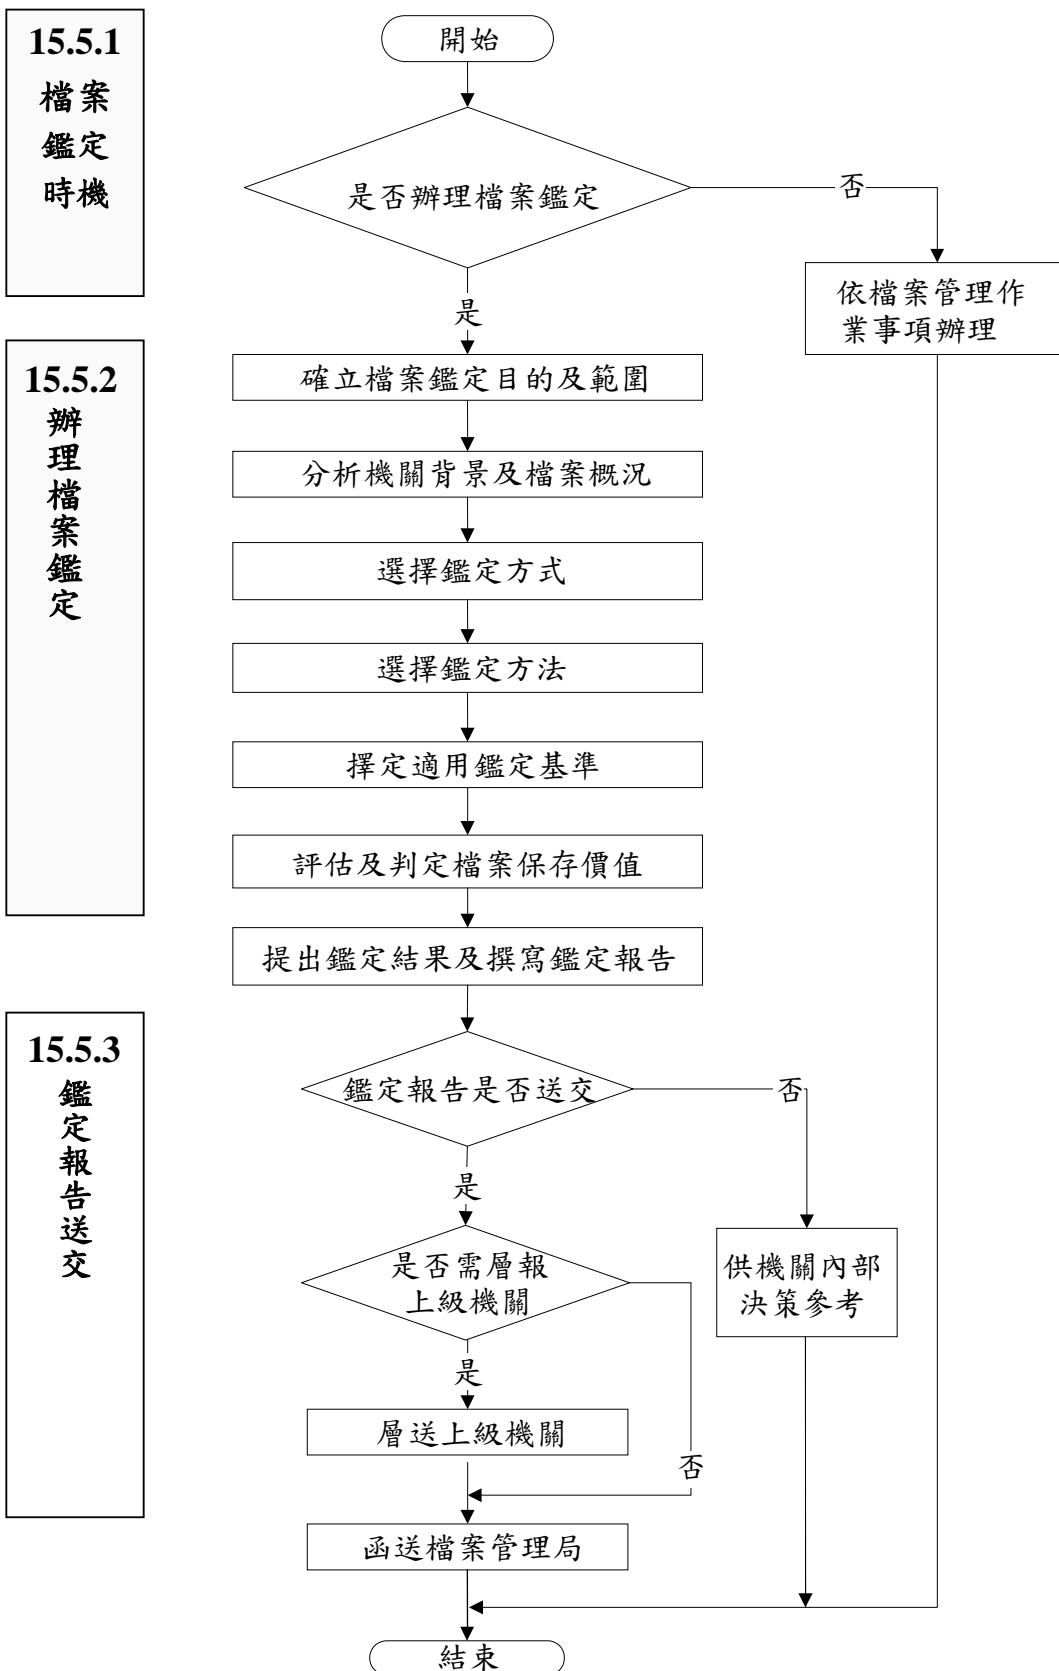 15.5.1
檔案
鑑定
時機
開始
是否辦理檔案鑑定
否
依檔案管理作
業事項辦理
是
15.5.2
辦理檔案鑑定
確立檔案鑑定目的及範圍
分析機關背景及檔案概況
選擇鑑定方式
選擇鑑定方法
擇定適用鑑定基準
評估及判定檔案保存價值
提出鑑定結果及撰寫鑑定報告
15.5.3
鑑定報告送交
鑑定報告是否送交
否
是
供機關內部
決策參考
是否需層報
上級機關
是
否
層送上級機關
函送檔案管理局
結束